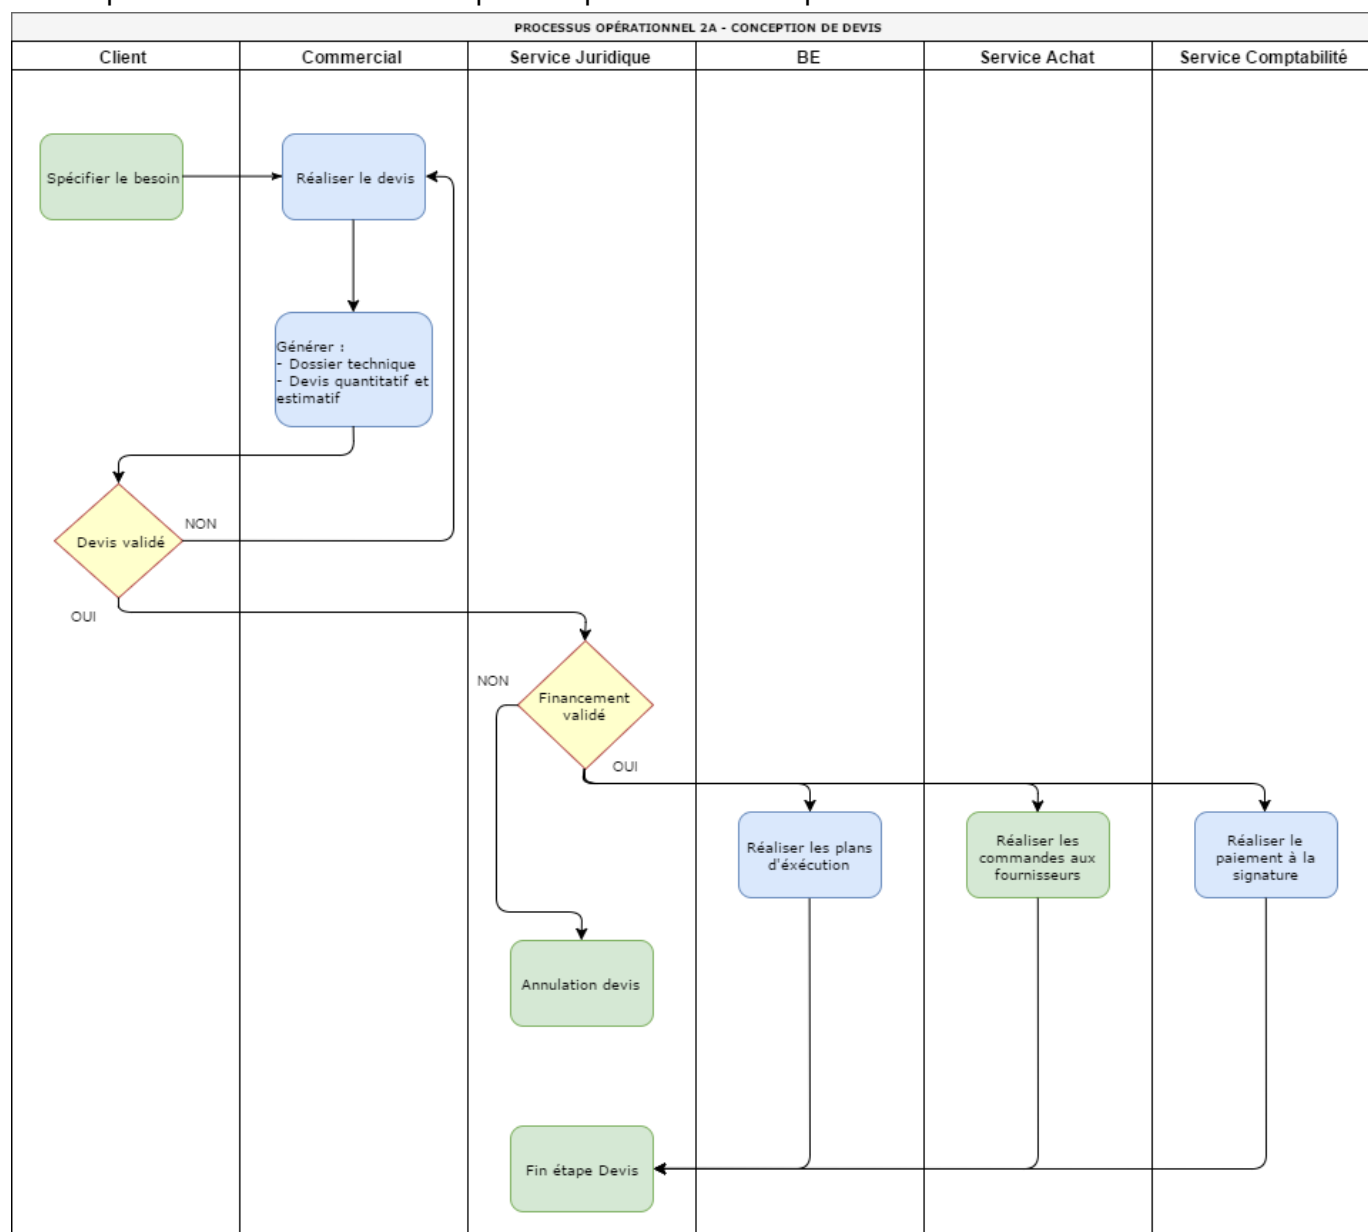 PROCESSUS OPÉRATIONNEL 2A - CONCEPTION DE DEVIS
Client
Commercial
Service Juridique
BE
Service Achat
Service Comptabilité
Spécifier le besoin
Réaliser le devis
Générer :
- Dossier technique
- Devis quantitatif et
estimatif
NON
Devis validé
OUI
NON
Financement
validé
OUI
Réaliser les plans
d'éxécution
Réaliser les
commandes aux
fournisseurs
Réaliser le
paiement à la
signature
Annulation devis
Fin étape Devis